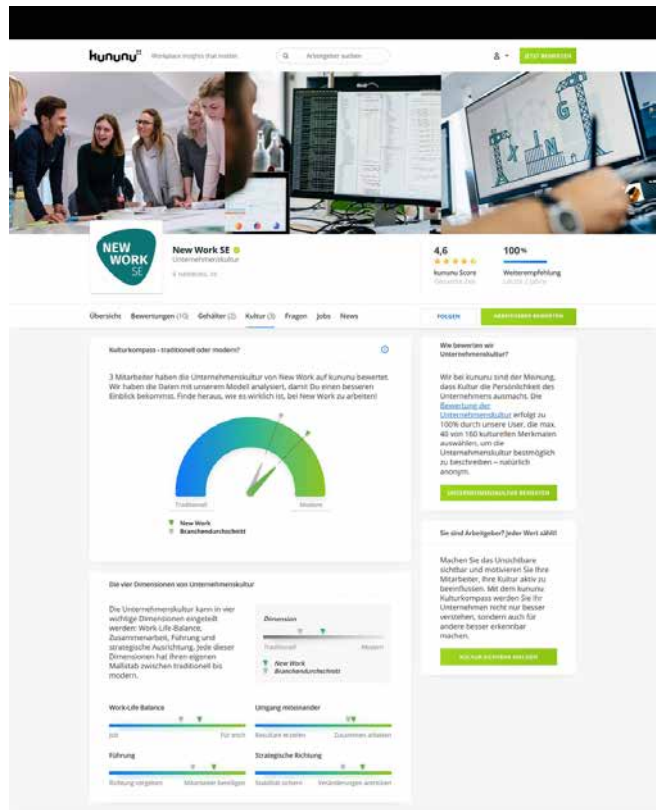 kununu
Workplace insights that matter.
Arbeitgeber suchen
JETZT BEWERTEN
XING
NEW
WORK
SE
New Work SE
Unternehmenskultur
HAMBURG, DE
4,6
kununu Score
100%
Weiterempfehlung
Letzte 2 Jahre
Übersicht Bewertungen (10) Gehälter (2) Kultur (3) Fragen Jobs News
FOLGEN
ARBEITGEBER BEWERTEN
Kulturkompass - traditionell oder modern?
3 Mitarbeiter haben die Unternehmenskultur von New Work auf kununu bewertet.
Wir haben die Daten mit unserem Modell analysiert, damit Du einen besseren
Einblick bekommst. Finde heraus, wie es wirklich ist, bei New Work zu arbeiten!
Traditionell
Modern
New Work
Branchendurchschnitt
Wie bewerten wir
Unternehmenskultur?
Wir bei kununu sind der Meinung,
dass Kultur die Persönlichkeit des
Unternehmens ausmacht. Die
Bewertung der
Unternehmenskultur erfolgt zu
100% durch unsere User, die max.
40 von 160 kulturellen Merkmalen
auswählen, um die
Unternehmenskultur bestmöglich
zu beschreiben – natürlich
anonym.
UNTERNEHMENSKULTUR BEWERTEN
Sie sind Arbeitgeber? Jeder Wert zählt!
Machen Sie das Unsichtbare
sichtbar und motivieren Sie Ihre
Mitarbeiter, Ihre Kultur aktiv zu
beeinflussen. Mit dem kununu
Kulturkompass werden Sie Ihr
Unternehmen nicht nur besser
verstehen, sondern auch für
andere besser erkennbar
machen.
KULTUR SICHTBAR MACHEN
Die vier Dimensionen von Unternehmenskultur
Die Unternehmenskultur kann in vier
wichtige Dimensionen eingeteilt
werden: Work-Life-Balance,
Zusammenarbeit, Führung und
strategische Ausrichtung. Jede dieser
Dimensionen hat ihren eigenen
Maßstab zwischen traditionell bis
modern.
Dimension
Traditionell
Modern
New Work
Branchendurchschnitt
Work-Life Balance
Job
Für mich
Umgang miteinander
Resultate erzielen
Zusammen arbeiten
Führung
Richtung vorgeben
Mitarbeiter beteiligen
Strategische Richtung
Stabilität sichern
Veränderungen antreiben